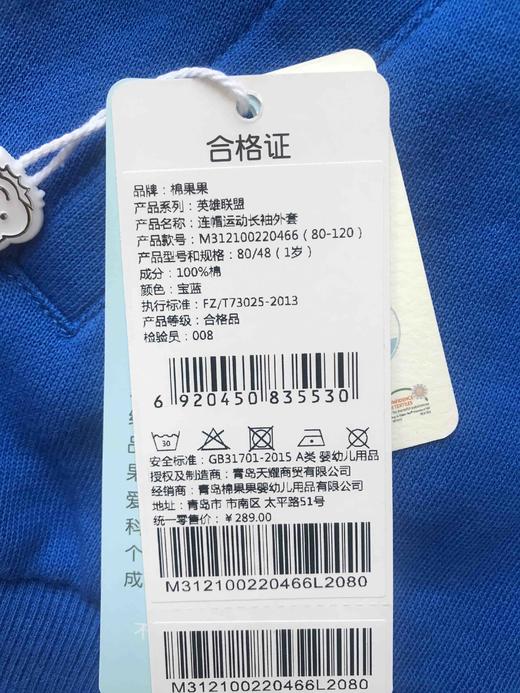 合格证
品牌：棉果果
产品系列：英雄联盟
产品名称：连帽运动长袖外套
产品款号：M312100220466（80-120）
产品型号和规格：80/48（1岁）
成分：100%棉
颜色：宝蓝
执行标准：FZ/T73025-2013
产品等级：合格品
检验员：008
6 920450 835530
30
安全标准：GB31701-2015 A类 婴幼儿用品
授权及制造商：青岛天耀商贸有限公司
经销商：青岛棉果果婴幼儿用品有限公司
地址：青岛市 市南区 太平路51号
统一零售价：￥289.00
M312100220466L2080
M312100220466L2080
品
果
爱
科
个
成
不